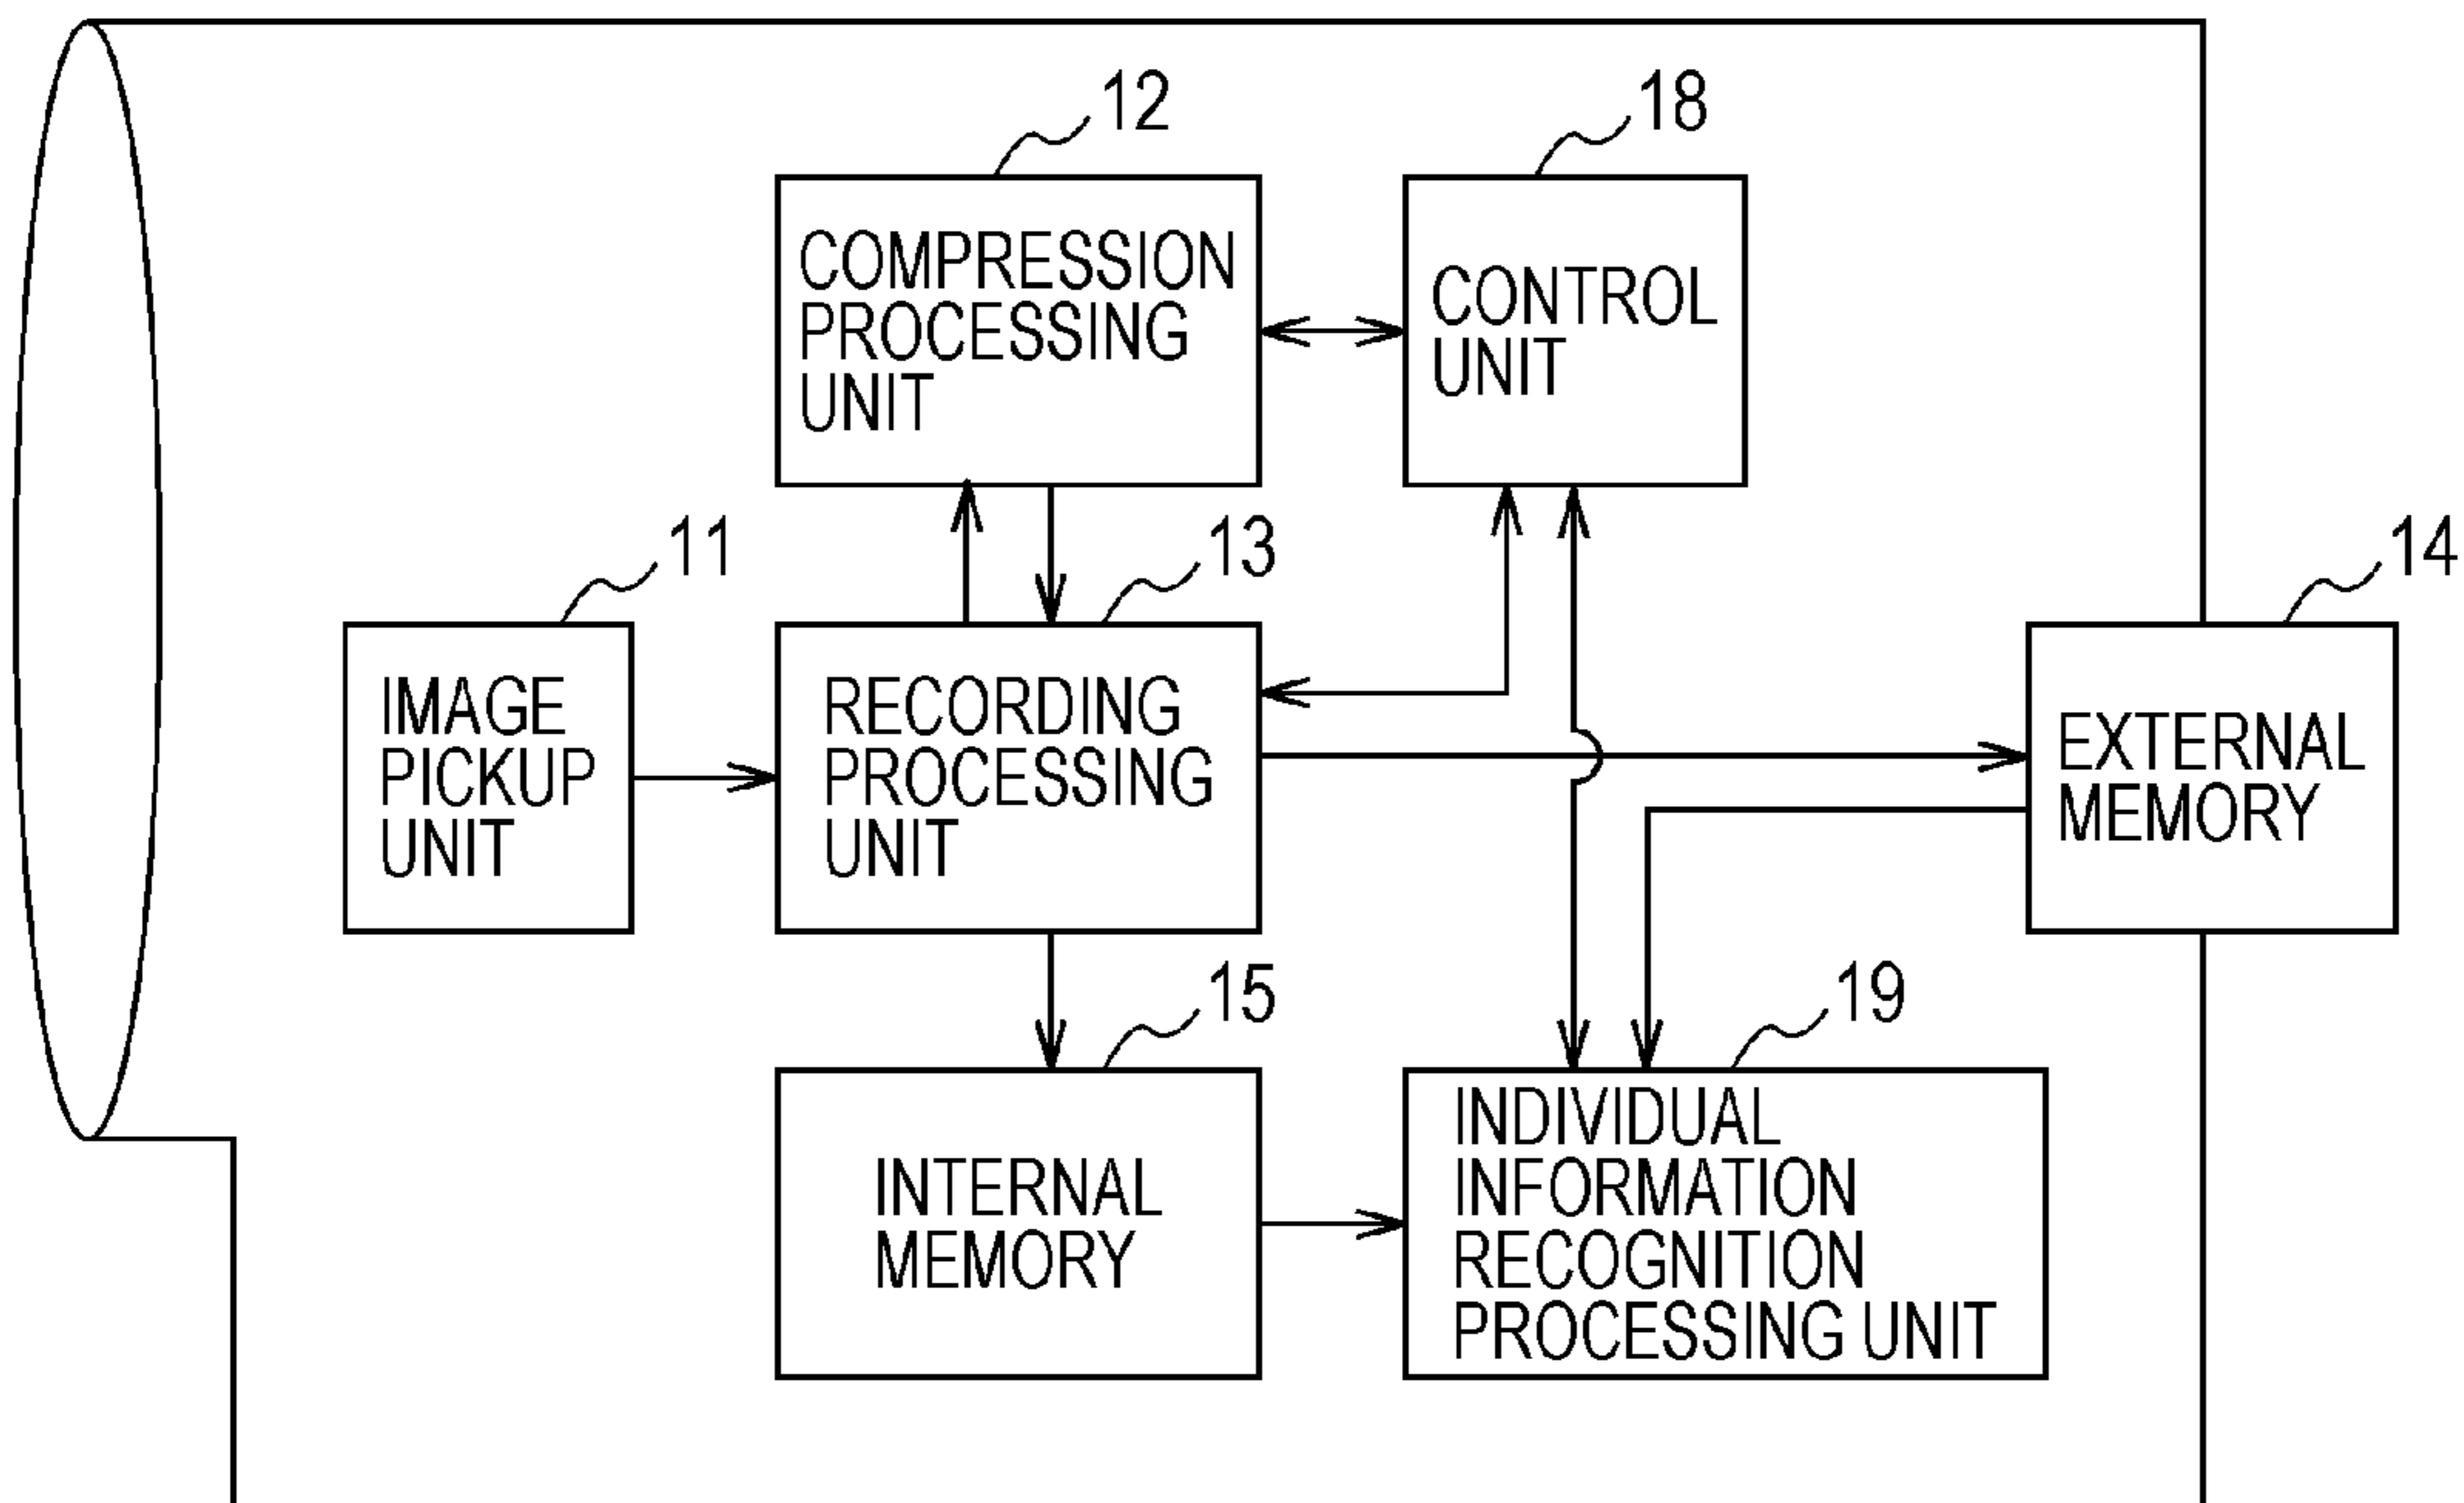 12
18
COMPRESSION
PROCESSING
UNIT
CONTROL
UNIT
11
13
14
IMAGE
PICKUP
UNIT
RECORDING
PROCESSING
UNIT
EXTERNAL
MEMORY
15
19
INTERNAL
MEMORY
INDIVIDUAL
INFORMATION
RECOGNITION
PROCESSING UNIT